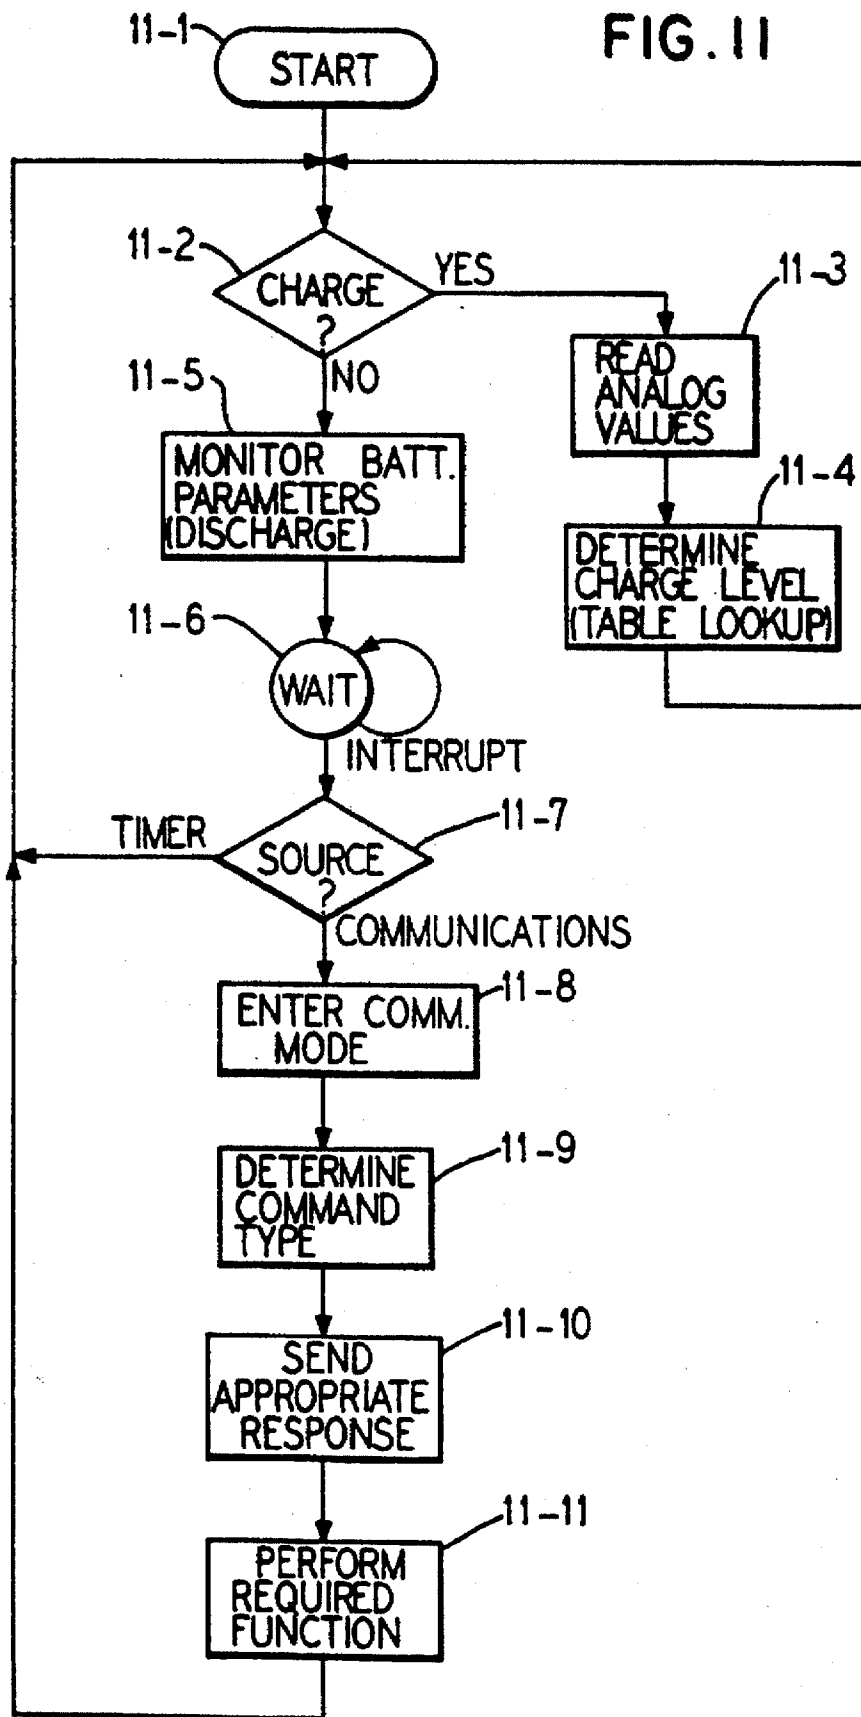 FIG.11
11-1
START
11-2
CHARGE
?
YES
NO
11-3
READ
ANALOG
VALUES
11-4
DETERMINE
CHARGE LEVEL
(TABLE LOOKUP)
11-5
MONITOR BATT.
PARAMETERS
(DISCHARGE)
11-6
WAIT
INTERRUPT
TIMER
11-7
SOURCE
?
COMMUNICATIONS
11-8
ENTER COMM.
MODE
11-9
DETERMINE
COMMAND
TYPE
11-10
SEND
APPROPRIATE
RESPONSE
11-11
PERFORM
REQUIRED
FUNCTION